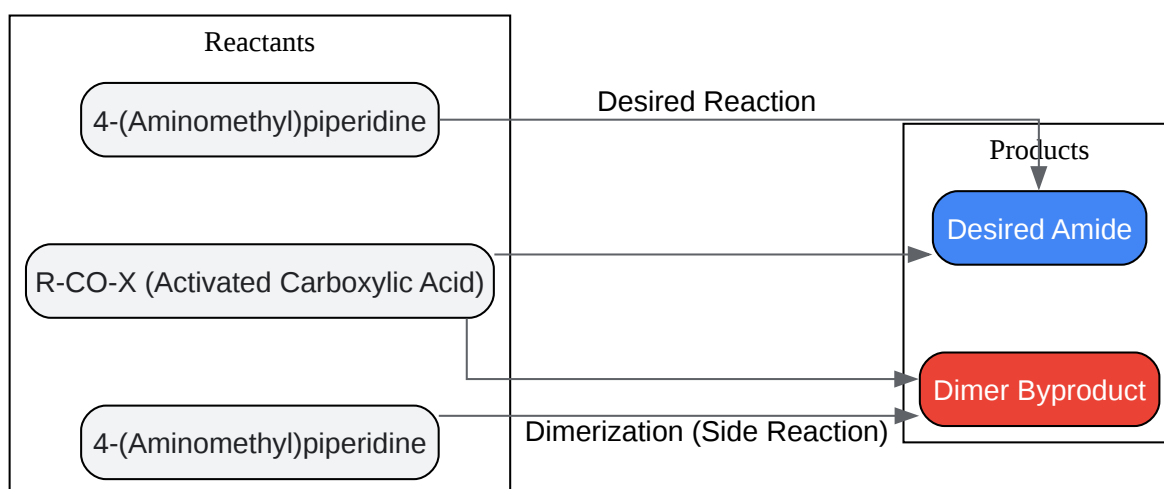 Reactants
4-(Aminomethyl)piperidine
Desired Reaction
Products
Desired Amide
R-CO-X (Activated Carboxylic Acid)
Dimer Byproduct
4-(Aminomethyl)piperidine
Dimerization (Side Reaction)